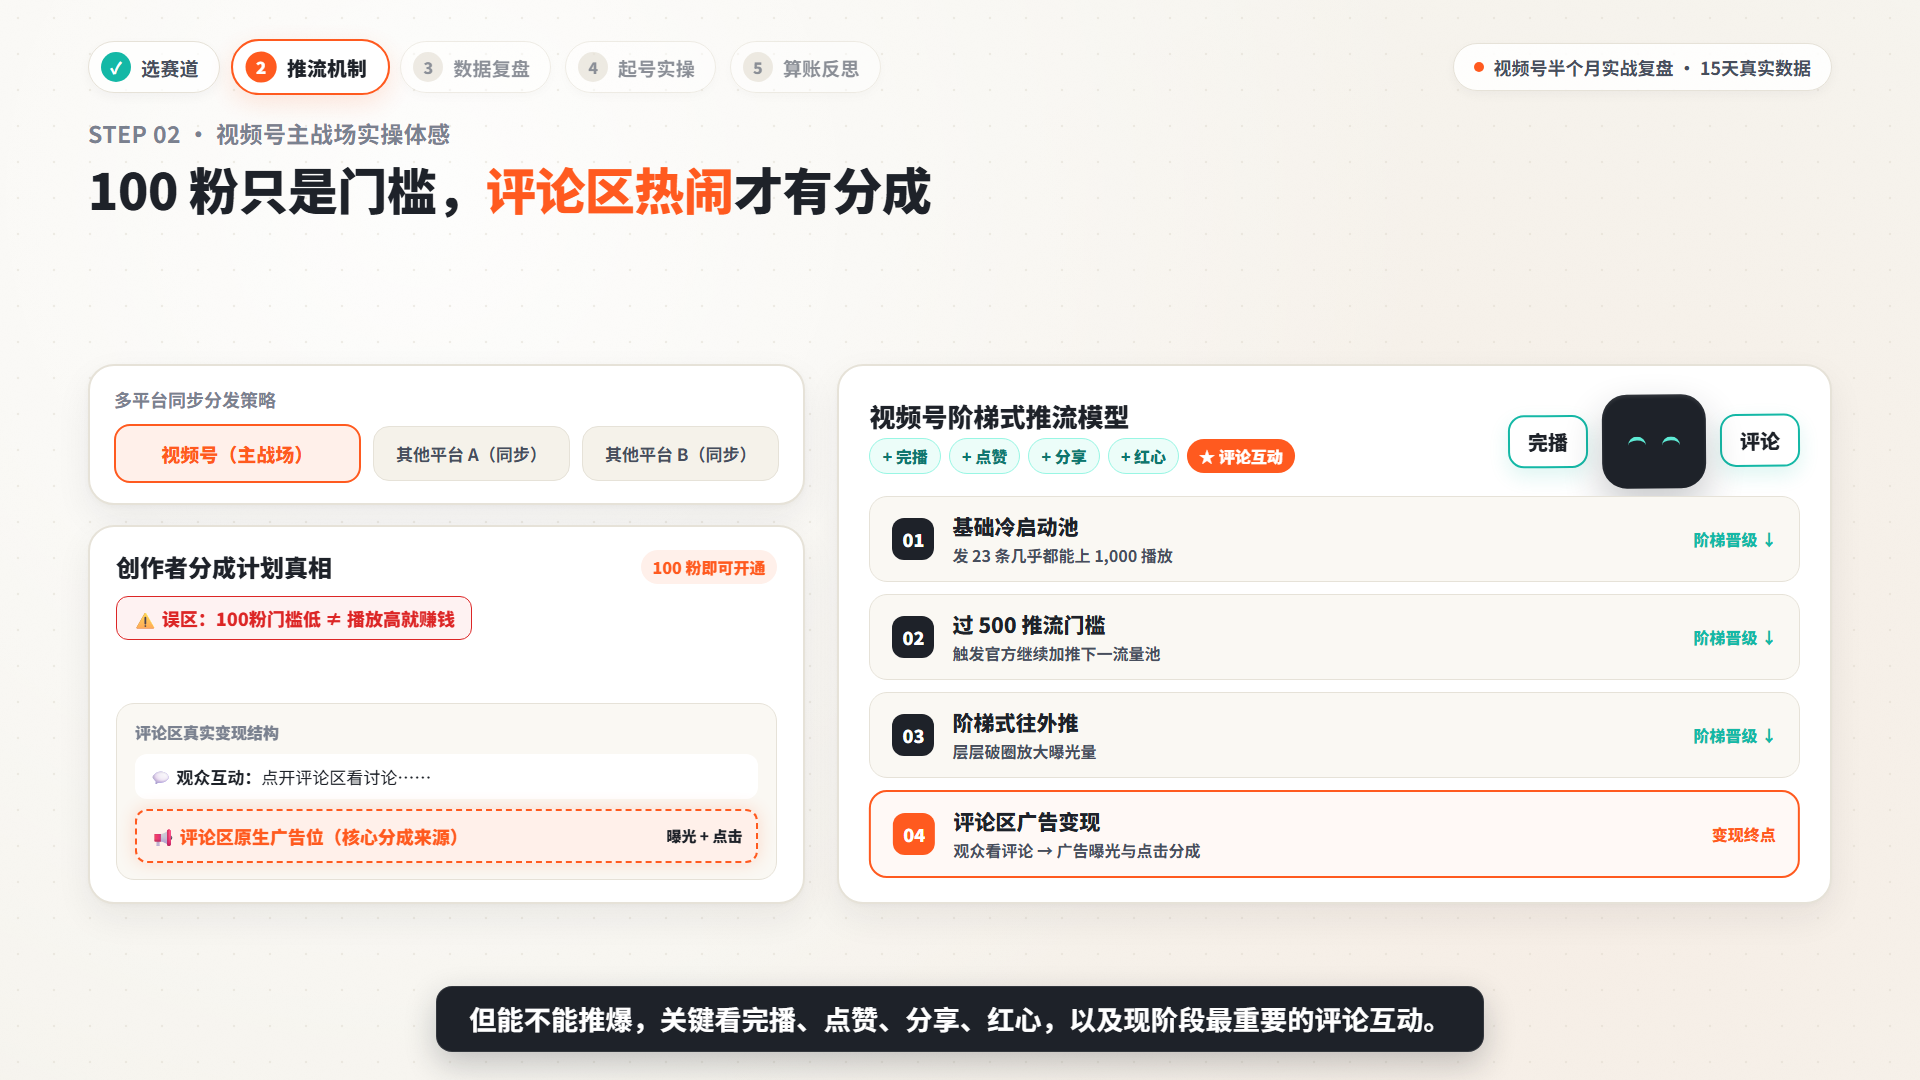 ✓ 选赛道
2 推流机制
3 数据复盘
4 起号实操
5 算账反思
视频号半个月实战复盘 • 15天真实数据
STEP 02 • 视频号主战场实操体感
100 粉只是门槛，评论区热闹才有分成
多平台同步分发策略
视频号（主战场）
其他平台 A（同步）
其他平台 B（同步）
创作者分成计划真相
100 粉即可开通
⚠️ 误区：100粉门槛低 ≠ 播放高就赚钱
评论区真实变现结构
💬 观众互动：点开评论区看讨论……
📢 评论区原生广告位（核心分成来源）
曝光 + 点击
视频号阶梯式推流模型
+ 完播
+ 点赞
+ 分享
+ 红心
★ 评论互动
完播
评论
01 基础冷启动池
发 23 条几乎都能上 1,000 播放
阶梯晋级 ↓
02 过 500 推流门槛
触发官方继续加推下一流量池
阶梯晋级 ↓
03 阶梯式往外推
层层破圈放大曝光量
阶梯晋级 ↓
04 评论区广告变现
观众看评论 → 广告曝光与点击分成
变现终点
但能不能推爆，关键看完播、点赞、分享、红心，以及现阶段最重要的评论互动。